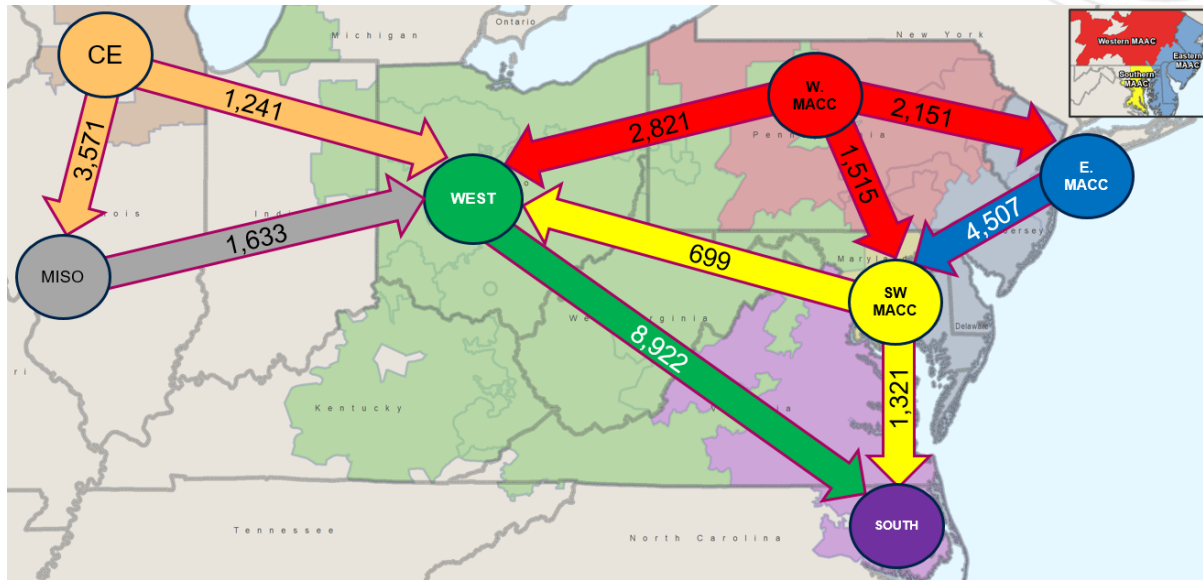 Ontario
Michigan
New York
Western MAAC
Eastern
MAAC
Southern
MAAC
CE
1,241
3,571
W.
MACC
2,821
2,151
1,515
E.
MACC
4,507
WEST
MISO
1,633
699
SW
MACC
Delaware
8,922
1,321
Kentucky
SOUTH
Tennessee
North Carolina